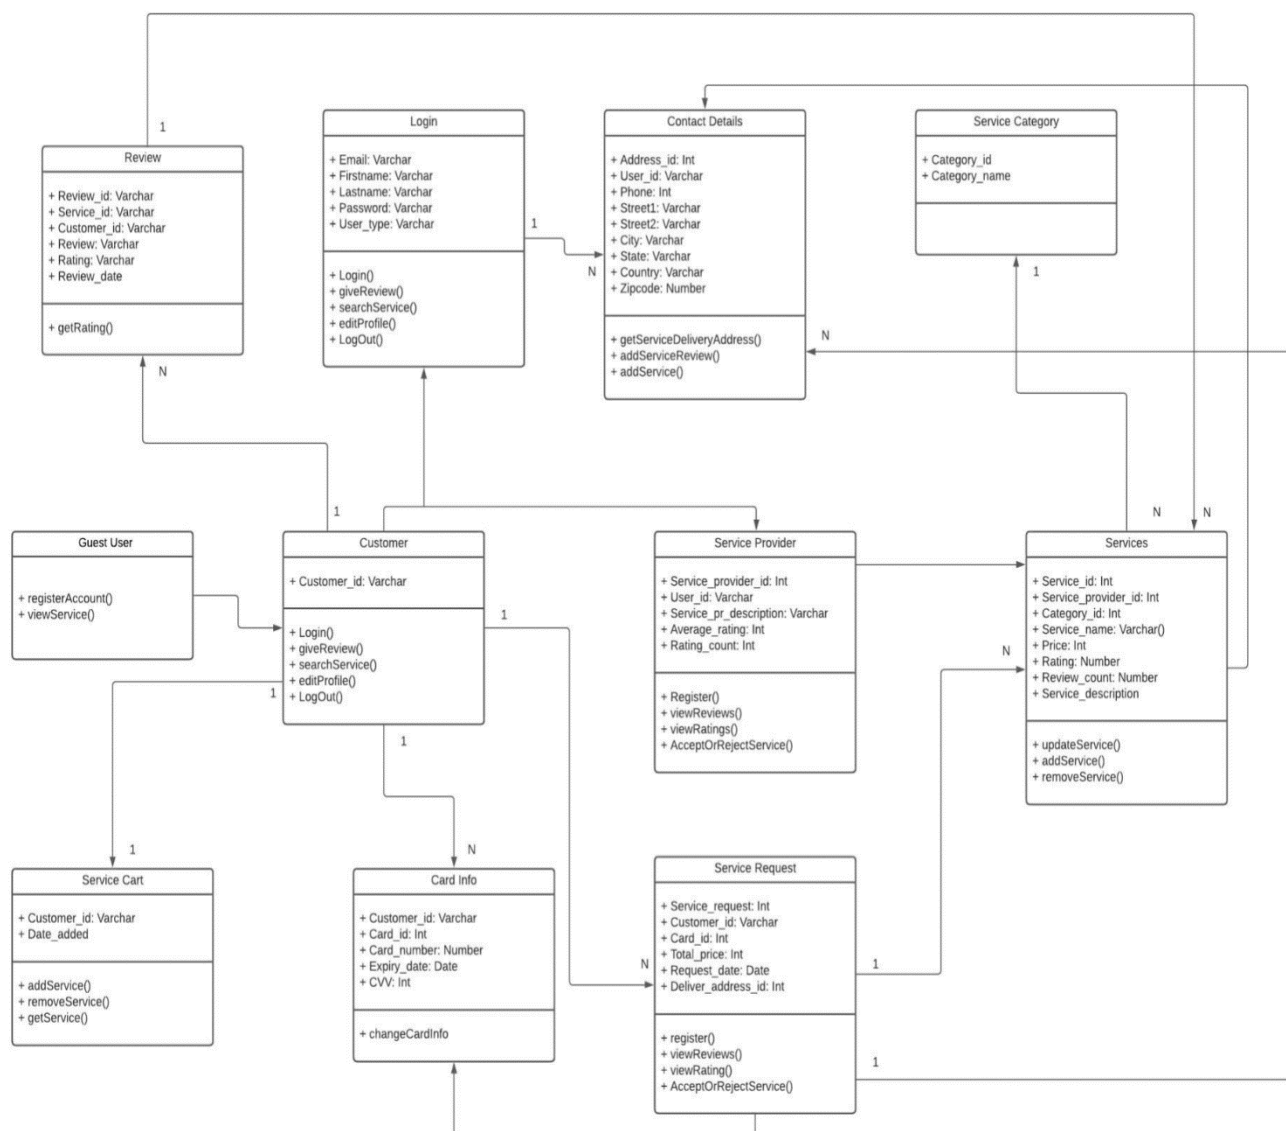 1
Review
+ Review_id: Varchar
+ Service_id: Varchar
+ Customer_id: Varchar
+ Review: Varchar
+ Rating: Varchar
+ Review_date
+ getRating()
N
Login
+ Email: Varchar
+ Firstname: Varchar
+ Lastname: Varchar
+ Password: Varchar
+ User_type: Varchar
+ Login()
+ giveReview()
+ searchService()
+ editProfile()
+ LogOut()
1
N
Contact Details
+ Address_id: Int
+ User_id: Varchar
+ Phone: Int
+ Street1: Varchar
+ Street2: Varchar
+ City: Varchar
+ State: Varchar
+ Country: Varchar
+ Zipcode: Number
+ getServiceDeliveryAddress()
+ addServiceReview()
+ addService()
N
Service Category
+ Category_id
+ Category_name
1
Guest User
+ registerAccount()
+ viewService()
1
Customer
+ Customer_id: Varchar
+ Login()
+ giveReview()
+ searchService()
+ editProfile()
+ LogOut()
1
1
1
Service Provider
+ Service_provider_id: Int
+ User_id: Varchar
+ Service_pr_description: Varchar
+ Average_rating: Int
+ Rating_count: Int
+ Register()
+ viewReviews()
+ viewRatings()
+ AcceptOrRejectService()
N
N
Services
+ Service_id: Int
+ Service_provider_id: Int
+ Category_id: Int
+ Service_name: Varchar()
+ Price: Int
+ Rating: Number
+ Review_count: Number
+ Service_description
+ updateService()
+ addService()
+ removeService()
N
1
Service Cart
+ Customer_id: Varchar
+ Date_added
+ addService()
+ removeService()
+ getService()
N
Card Info
+ Customer_id: Varchar
+ Card_id: Int
+ Card_number: Number
+ Expiry_date: Date
+ CVV: Int
+ changeCardInfo
N
Service Request
+ Service_request: Int
+ Customer_id: Varchar
+ Card_id: Int
+ Total_price: Int
+ Request_date: Date
+ Deliver_address_id: Int
+ register()
+ viewReviews()
+ viewRating()
+ AcceptOrRejectService()
1
1